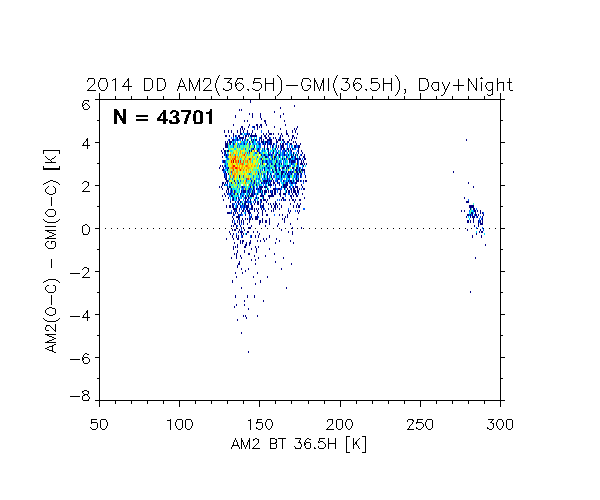 2014 DD AM2(36.5H)−GMI(36.5H), Day+Night
N = 43701
6
4
2
0
−2
−4
−6
−8
AM2(O−C) − GMI(O−C) [K]
50 100 150 200 250 300
AM2 BT 36.5H [K]